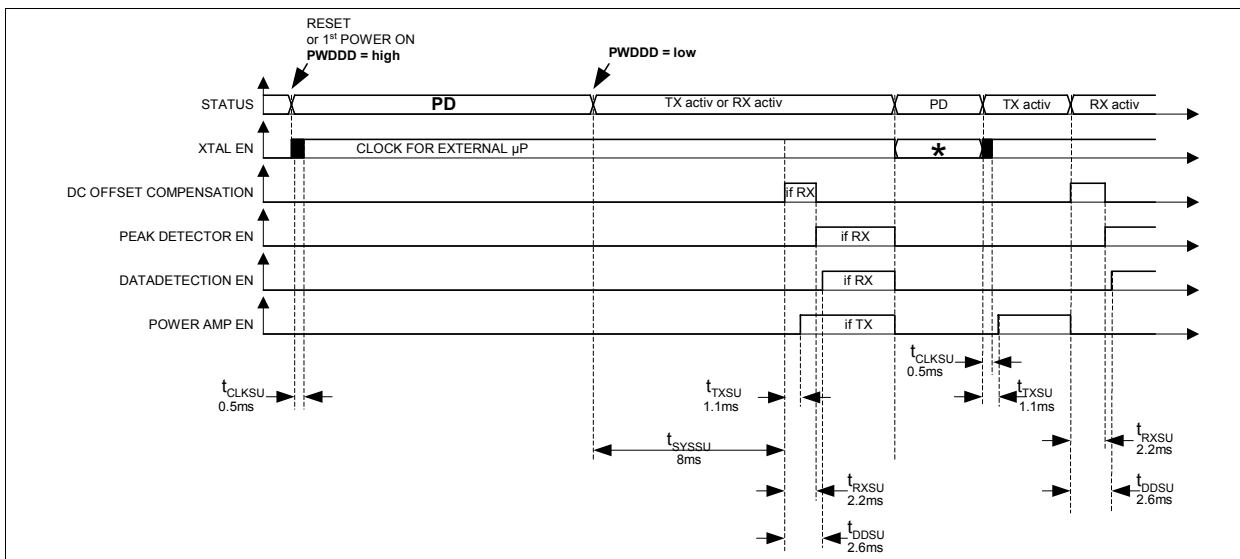 RESET
or 1st POWER ON
PWDDD = high
PWDDD = low
STATUS
PD
TX activ or RX activ
PD
TX activ
RX activ
XTAL EN
CLOCK FOR EXTERNAL µP
*
DC OFFSET COMPENSATION
if RX
PEAK DETECTOR EN
if RX
DATADETECTION EN
if RX
POWER AMP EN
if TX
tCLKSU
0.5ms
tTXSU
1.1ms
tCLKSU
0.5ms
tTXSU
1.1ms
tSYSSU
8ms
tRXSU
2.2ms
tRXSU
2.2ms
tDDSU
2.6ms
tDDSU
2.6ms